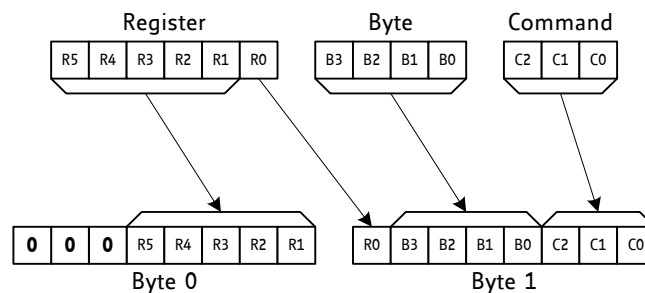 Register Byte Command
R5 R4 R3 R2 R1 R0 B3 B2 B1 B0 C2 C1 C0
0 0 0 R5 R4 R3 R2 R1 R0 B3 B2 B1 B0 C2 C1 C0
Byte 0 Byte 1